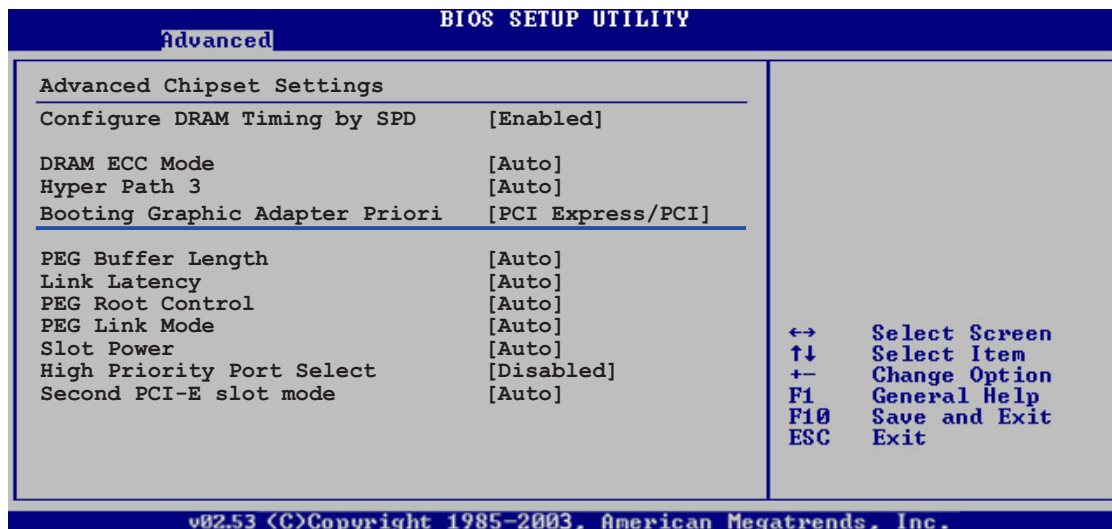 BIOS SETUP UTILITY
Advanced
Advanced Chipset Settings
Configure DRAM Timing by SPD [Enabled]
DRAM ECC Mode [Auto]
Hyper Path 3 [Auto]
Booting Graphic Adapter Priori [PCI Express/PCI]
PEG Buffer Length [Auto]
Link Latency [Auto]
PEG Root Control [Auto]
PEG Link Mode [Auto]
Slot Power [Auto]
High Priority Port Select [Disabled]
Second PCI-E slot mode [Auto]
←→ Select Screen
↑↓ Select Item
+- Change Option
F1 General Help
F10 Save and Exit
ESC Exit
v02.53 (C)Copyright 1985-2003, American Megatrends, Inc.